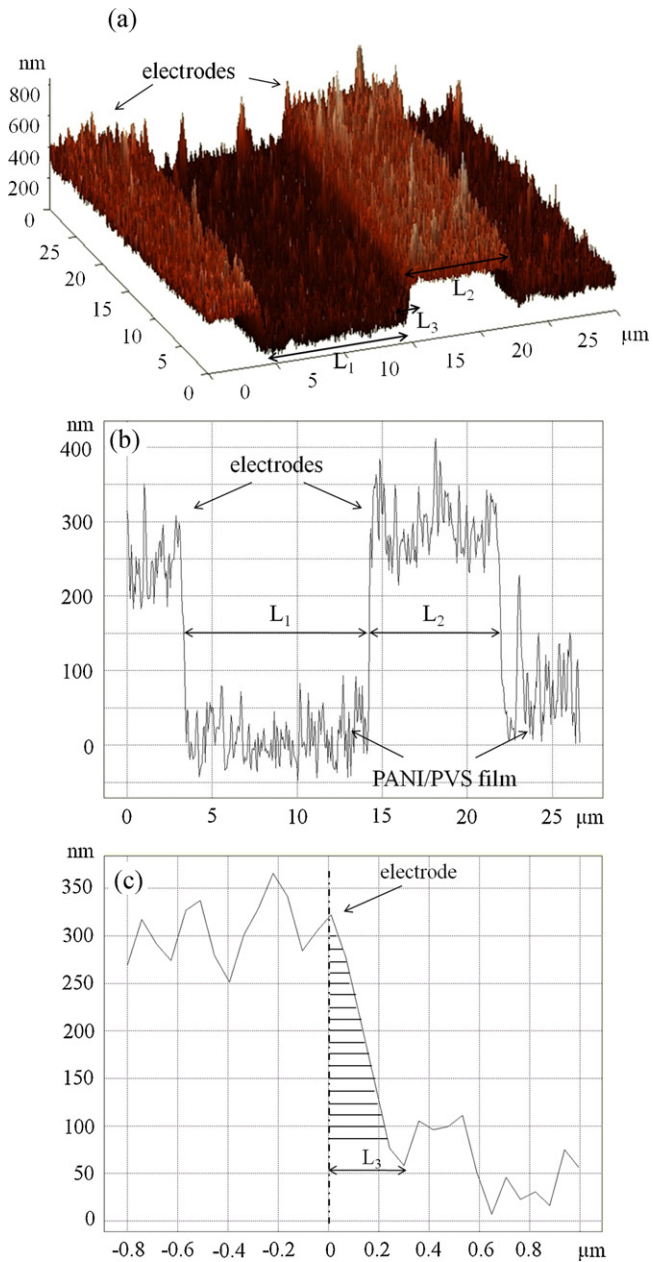 (a)
nm
electrodes
800
600
400
200
0
25
20
15
10
5
0
L₂
L₃
L₁
0
5
10
15
20
25
μm
(b)
nm
400
300
200
100
0
electrodes
L₁
L₂
PANI/PVS film
0
5
10
15
20
25
μm
(c)
nm
350
300
250
200
150
100
50
0
electrode
L₃
-0.8
-0.6
-0.4
-0.2
0
0.2
0.4
0.6
0.8
μm